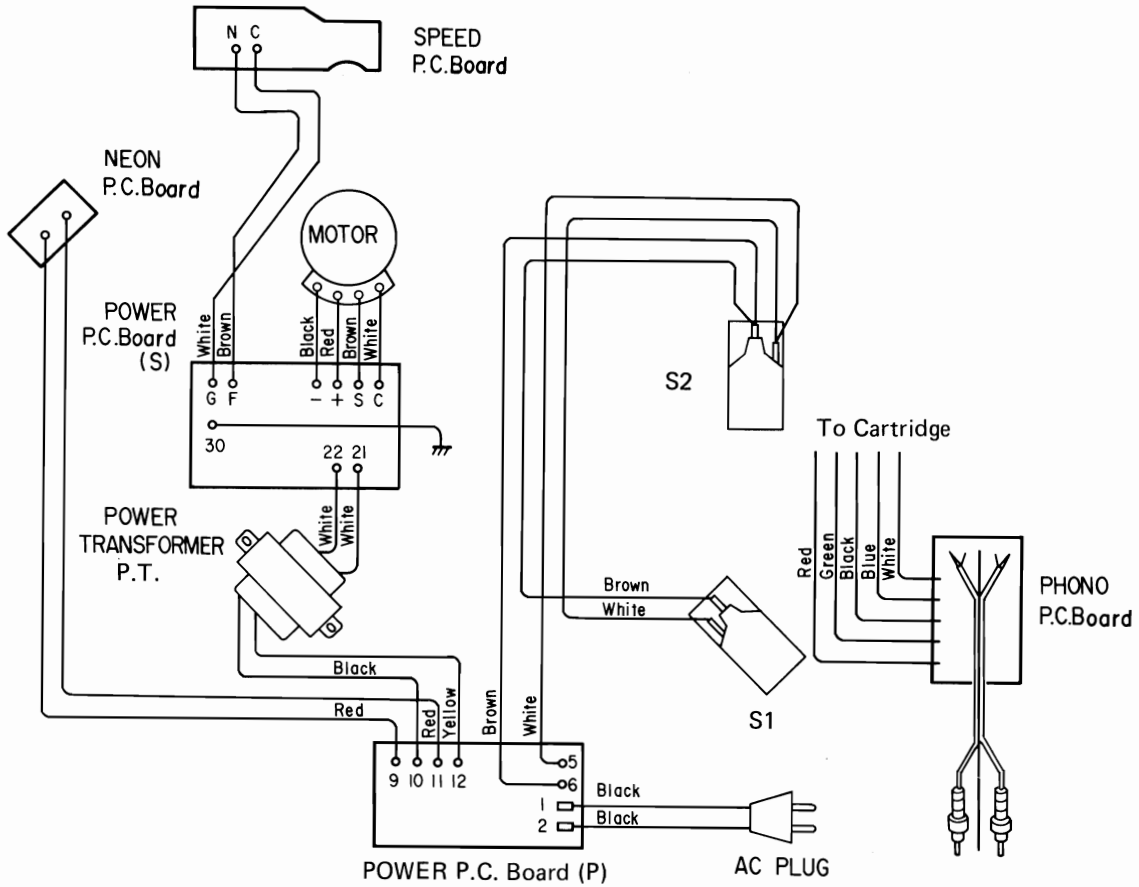 N C
SPEED
P.C.Board
NEON
P.C.Board
MOTOR
POWER
P.C.Board
(S)
White
Brown
Black
Red
Brown
White
G F
- + S C
30
22 21
White
White
POWER
TRANSFORMER
P.T.
S2
To Cartridge
Red
Green
Black
Blue
White
PHONO
P.C.Board
Brown
White
S1
Black
Red
Red
Yellow
Brown
White
9 10 11 12
5
6
1
2
Black
Black
POWER P.C. Board (P)
AC PLUG